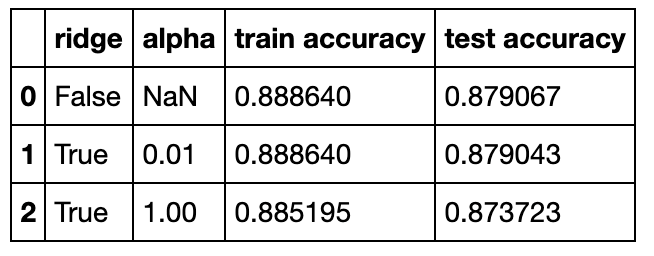 ridge alpha train accuracy test accuracy
0 False NaN 0.888640 0.879067
1 True 0.01 0.888640 0.879043
2 True 1.00 0.885195 0.873723